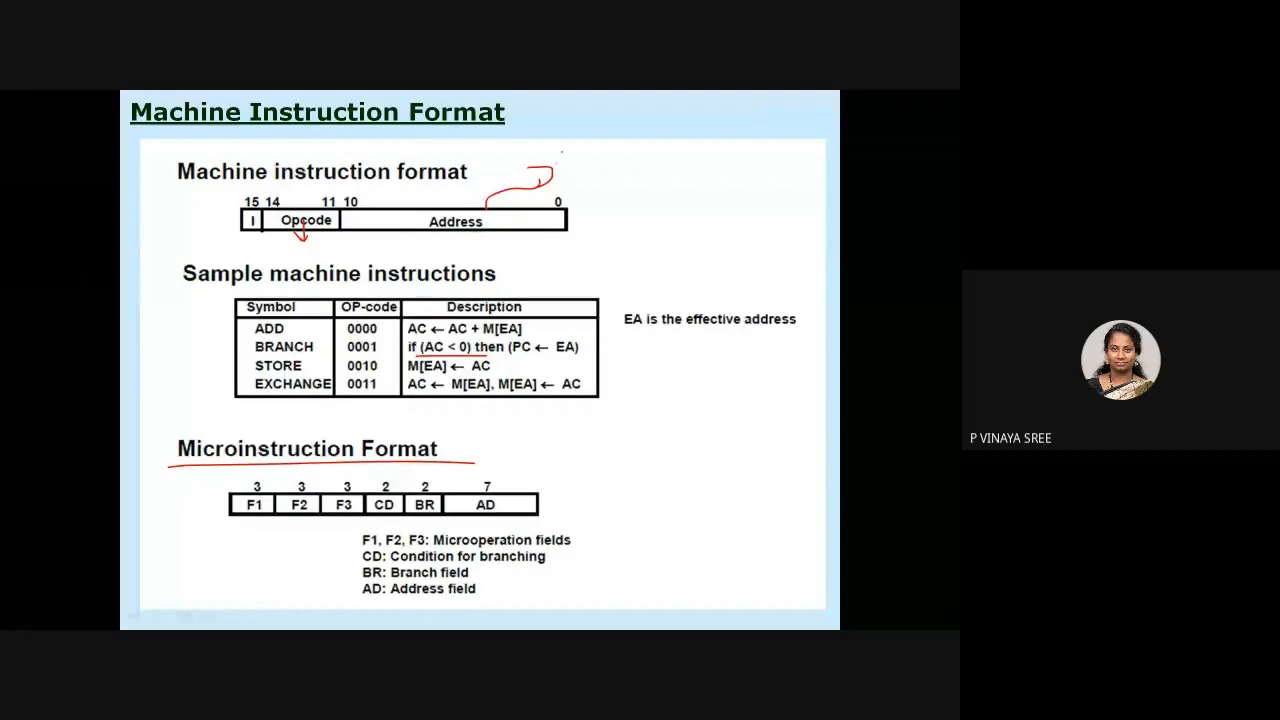 Machine Instruction Format
Machine instruction format
15 14 11 10 0
I Opcode Address
Sample machine instructions
Symbol OP-code Description
ADD 0000 AC ← AC + M[EA]
BRANCH 0001 if (AC < 0) then (PC ← EA)
STORE 0010 M[EA] ← AC
EXCHANGE 0011 AC ← M[EA], M[EA] ← AC
EA is the effective address
Microinstruction Format
3 3 3 2 2 7
F1 F2 F3 CD BR AD
F1, F2, F3: Microoperation fields
CD: Condition for branching
BR: Branch field
AD: Address field
P VINAYA SREE